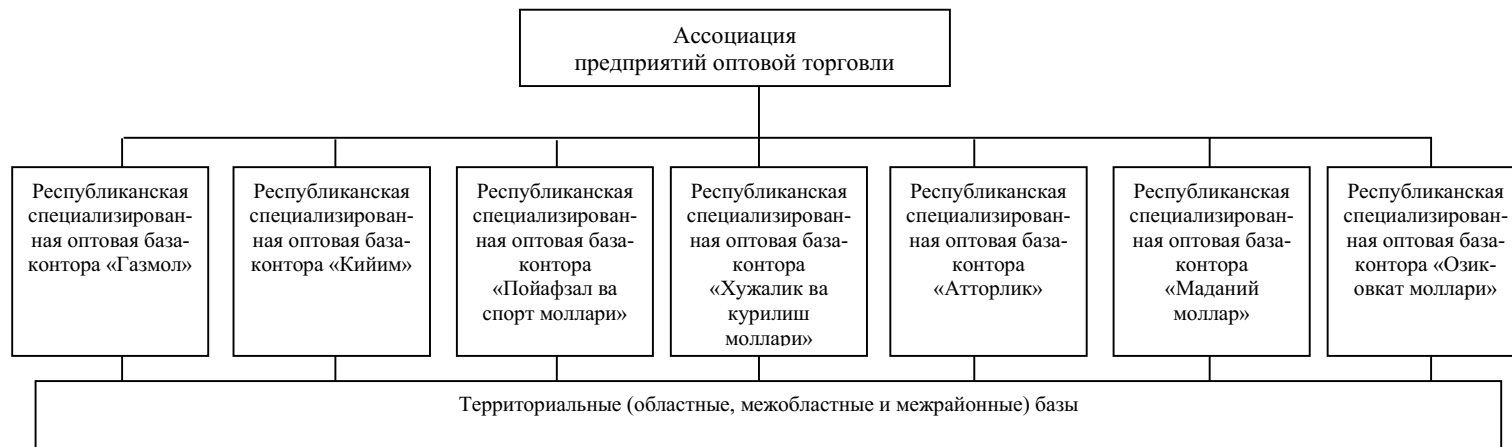 Ассоциация
предприятий оптовой торговли
Республиканская
специализирован-
ная оптовая база-
контора «Газмол»
Республиканская
специализирован-
ная оптовая база-
контора «Кийим»
Республиканская
специализирован-
ная оптовая база-
контора
«Пойафзал ва
спорт моллари»
Республиканская
специализирован-
ная оптовая база-
контора
«Хужалик ва
курилиш
моллари»
Республиканская
специализирован-
ная оптовая база-
контора
«Атторлик»
Республиканская
специализирован-
ная оптовая база-
контора
«Маданий
моллар»
Республиканская
специализирован-
ная оптовая база-
контора «Озик-
овкат моллари»
Территориальные (областные, межобластные и межрайонные) базы